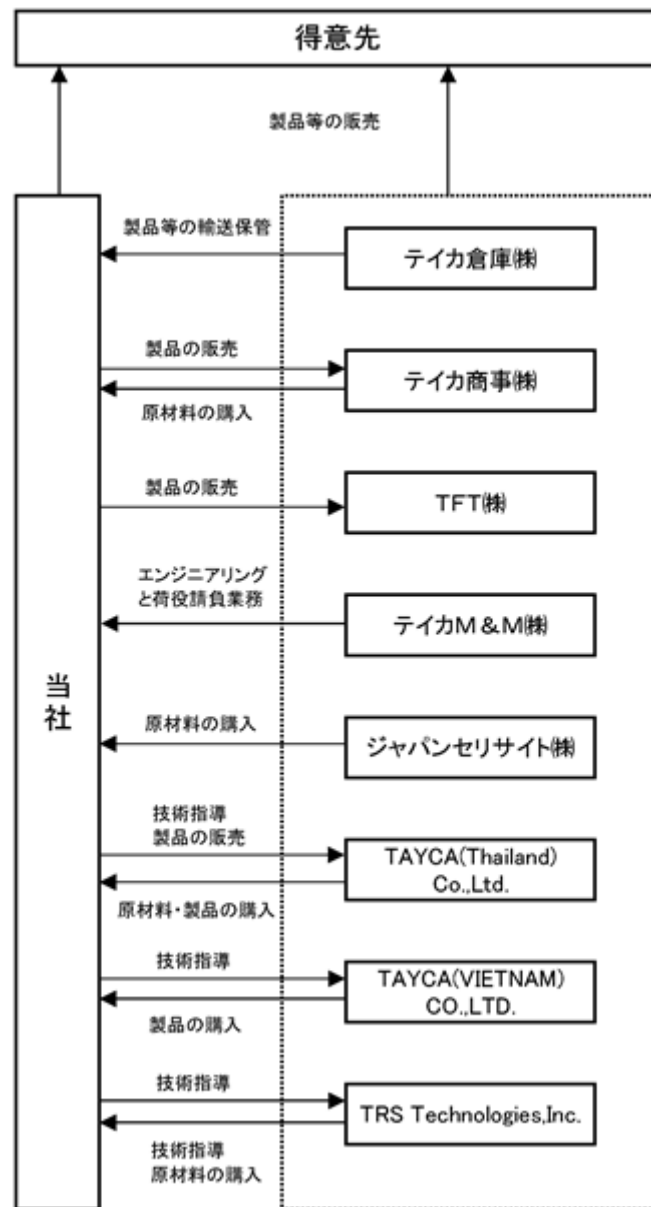 得意先
製品等の販売
製品等の輸送保管
テイカ倉庫㈱
製品の販売
テイカ商事㈱
原材料の購入
製品の販売
TFT㈱
エンジニアリング
と荷役請負業務
テイカM＆M㈱
当
社
原材料の購入
ジャパンセリサイト㈱
技術指導
製品の販売
TAYCA(Thailand)
Co.,Ltd.
原材料・製品の購入
技術指導
TAYCA(VIETNAM)
CO.,LTD.
製品の購入
技術指導
TRS Technologies,Inc.
技術指導
原材料の購入